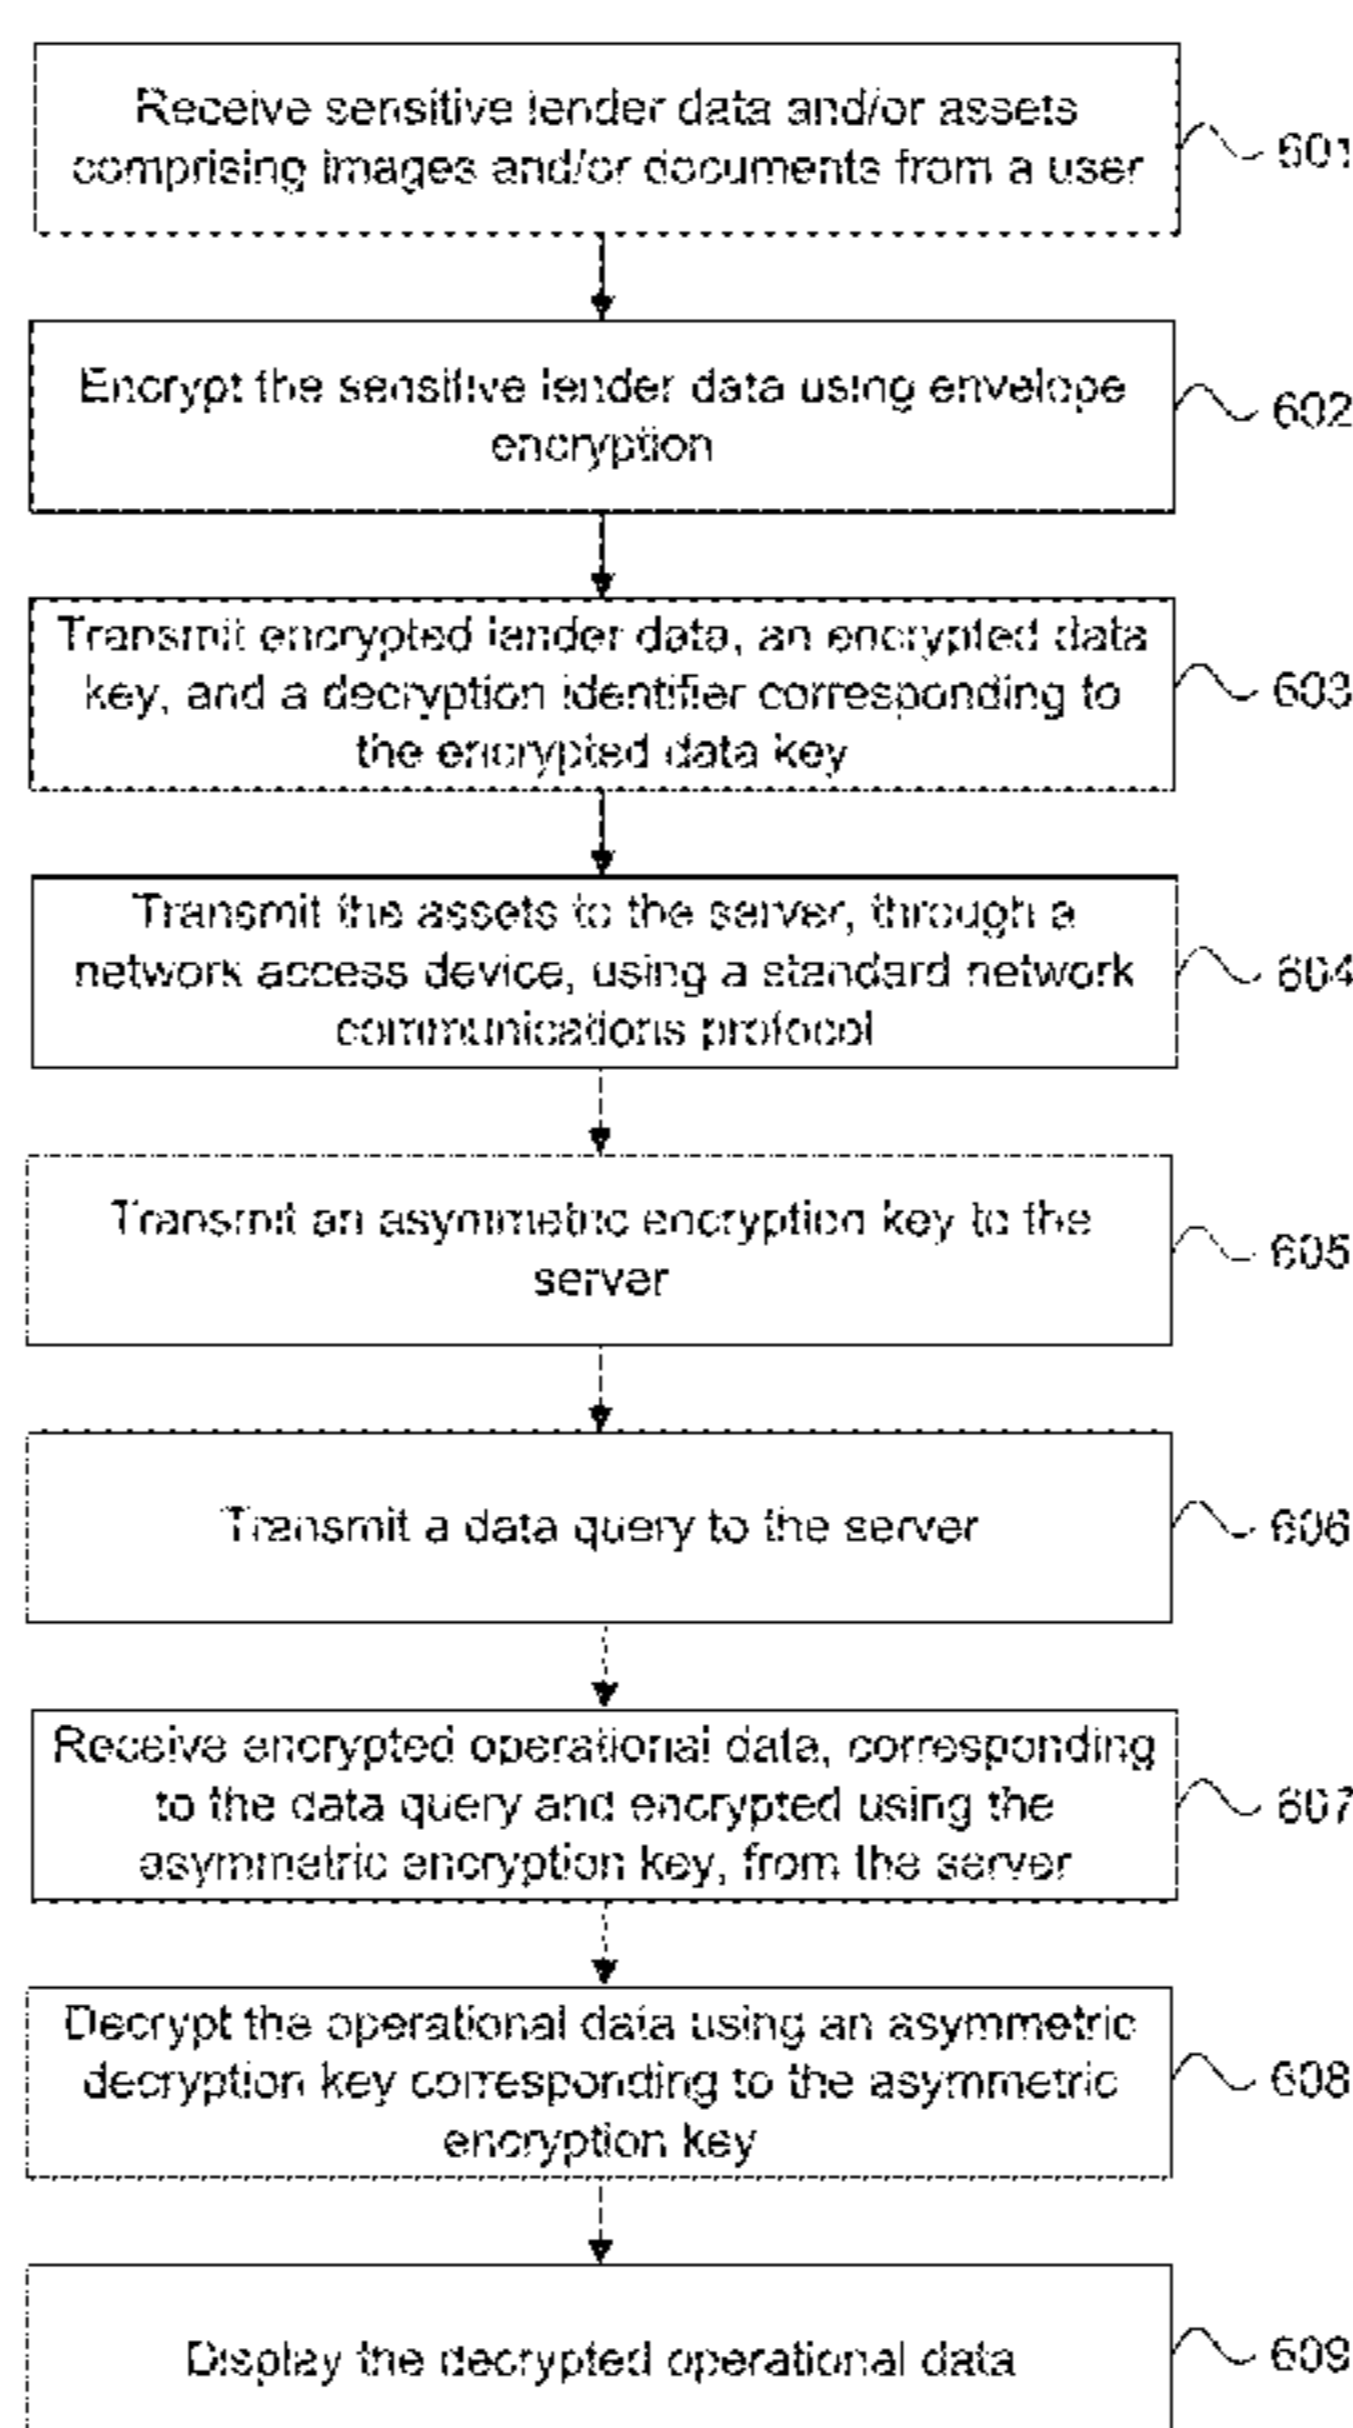 Receive sensitive lender data and/or assets
comprising images and/or documents from a user
601
Encrypt the sensitive lender data using envelope
encryption
602
Transmit encrypted lender data, an encrypted data
key, and a decryption identifier corresponding to
the encrypted data key
603
Transmit the assets to the server, through a
network access device, using a standard network
communications protocol
604
Transmit an asymmetric encryption key to the
server
605
Transmit a data query to the server
606
Receive encrypted operational data, corresponding
to the data query and encrypted using the
asymmetric encryption key, from the server
607
Decrypt the operational data using an asymmetric
decryption key corresponding to the asymmetric
encryption key
608
Display the decrypted operational data
609